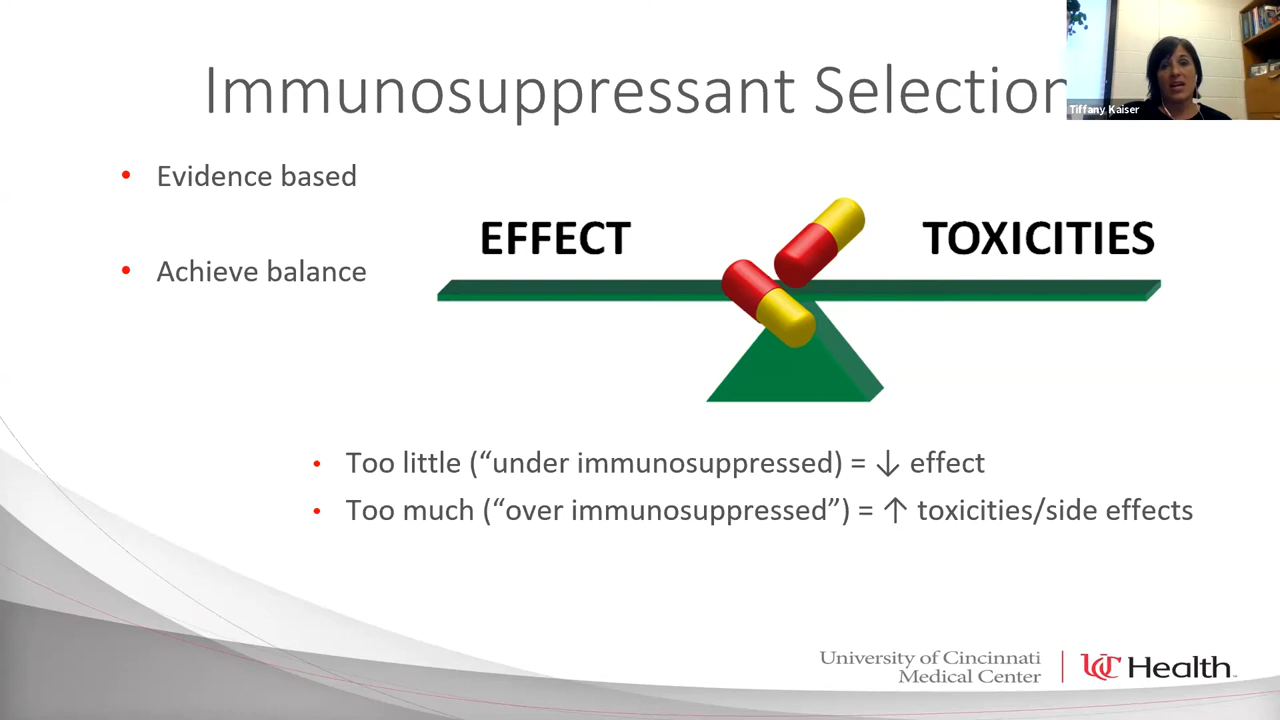 Immunosuppressant Selection
Tiffany Kaiser
• Evidence based
• Achieve balance
EFFECT
TOXICITIES
• Too little (“under immunosuppressed) = ↓ effect
• Too much (“over immunosuppressed”) = ↑ toxicities/side effects
University of Cincinnati
Medical Center
UC Health™